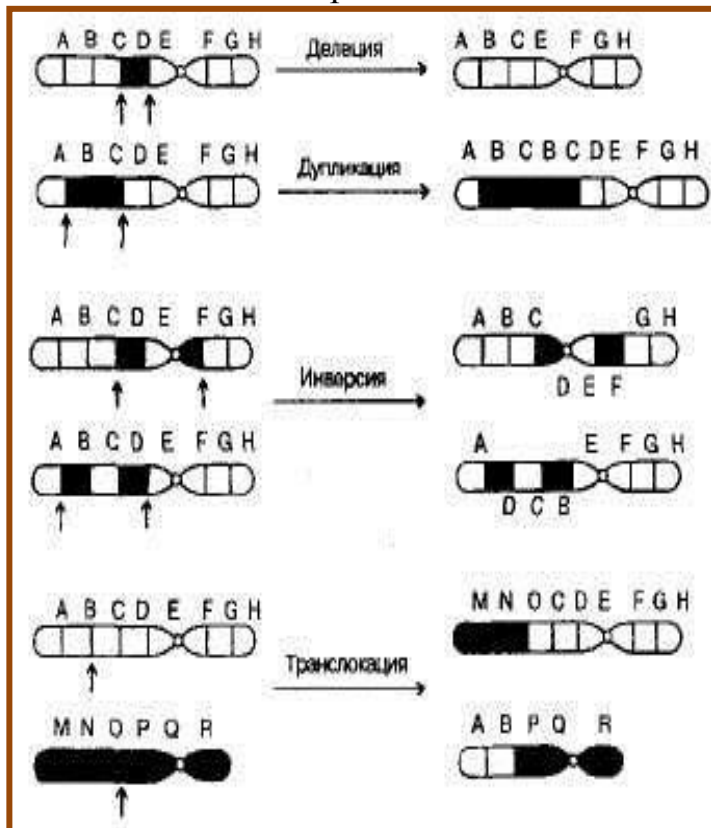 A B C D E F G H
Делеция
A B C E F G H
A B C D E F G H
Дупликация
A B C B C D E F G H
A B C D E F G H
Инверсия
A B C G H
D E F
A B C D E F G H
A E F G H
D C B
A B C D E F G H
Транслокация
M N O C D E F G H
M N O P Q R
A B P Q R